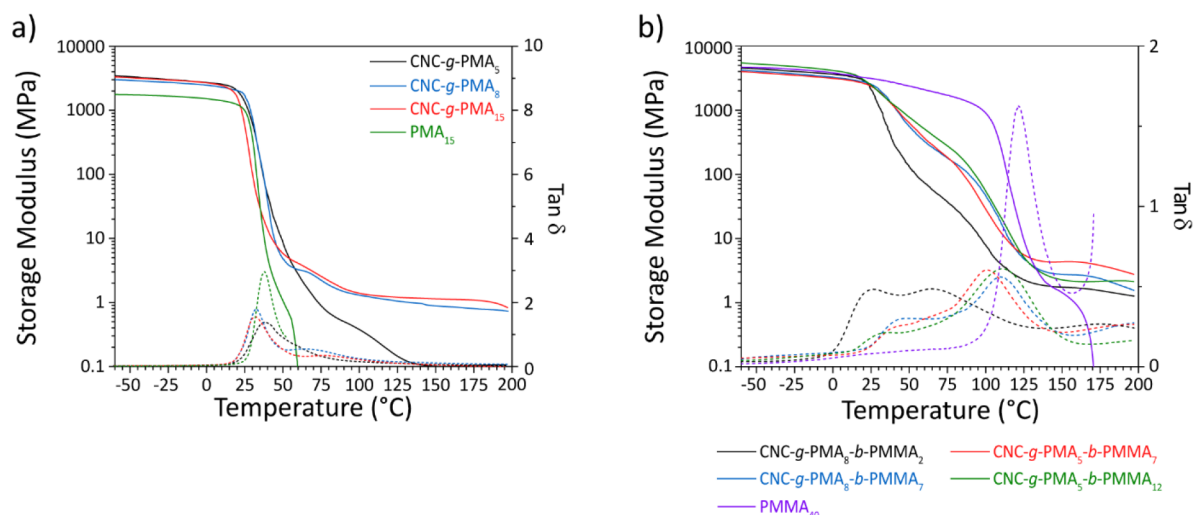 a)
10000
1000
100
10
1
0.1
Storage Modulus (MPa)
10
8
6
4
2
0
Tan δ
CNC-g-PMA5
CNC-g-PMA8
CNC-g-PMA15
PMA15
-50 -25 0 25 50 75 100 125 150 175 200
Temperature (°C)
b)
10000
1000
100
10
1
0.1
Storage Modulus (MPa)
2
1
0
Tan δ
-50 -25 0 25 50 75 100 125 150 175 200
Temperature (°C)
CNC-g-PMA8-b-PMMA2 CNC-g-PMA5-b-PMMA7
CNC-g-PMA8-b-PMMA7 CNC-g-PMA5-b-PMMA12